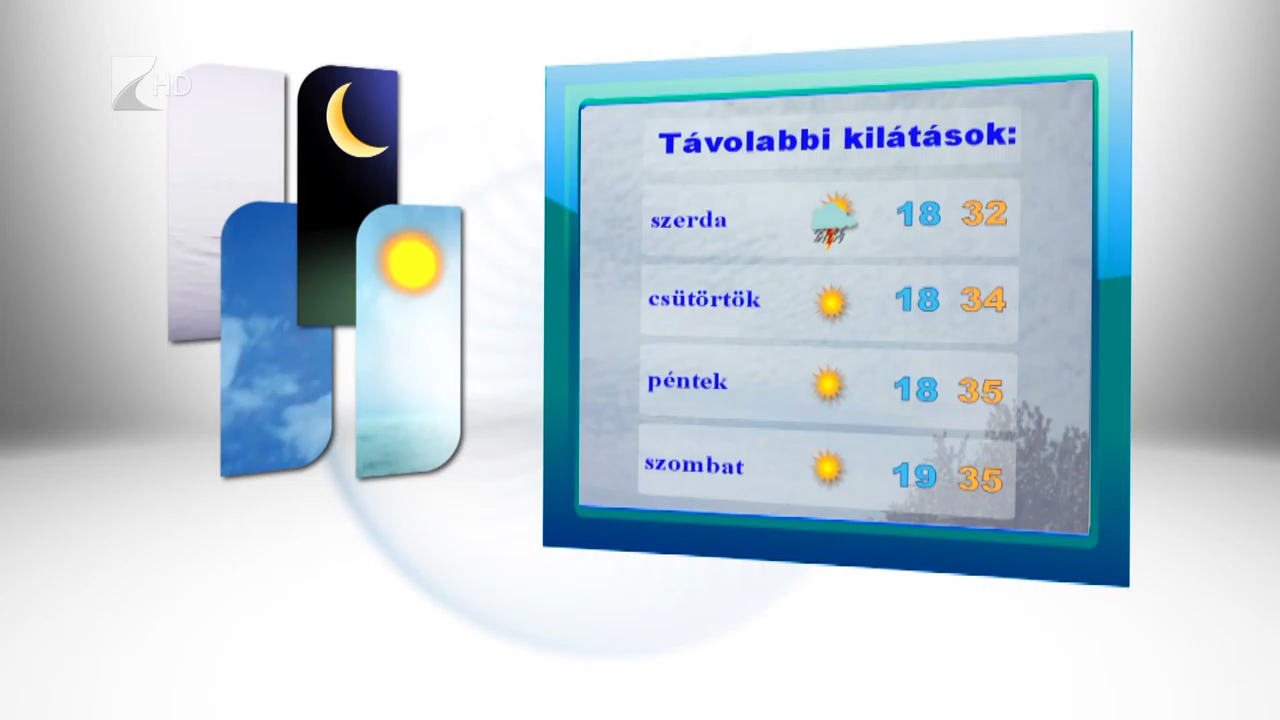 HD
Távolabbi kilátások:
szerda 18 32
csütörtök 18 34
péntek 18 35
szombat 19 35